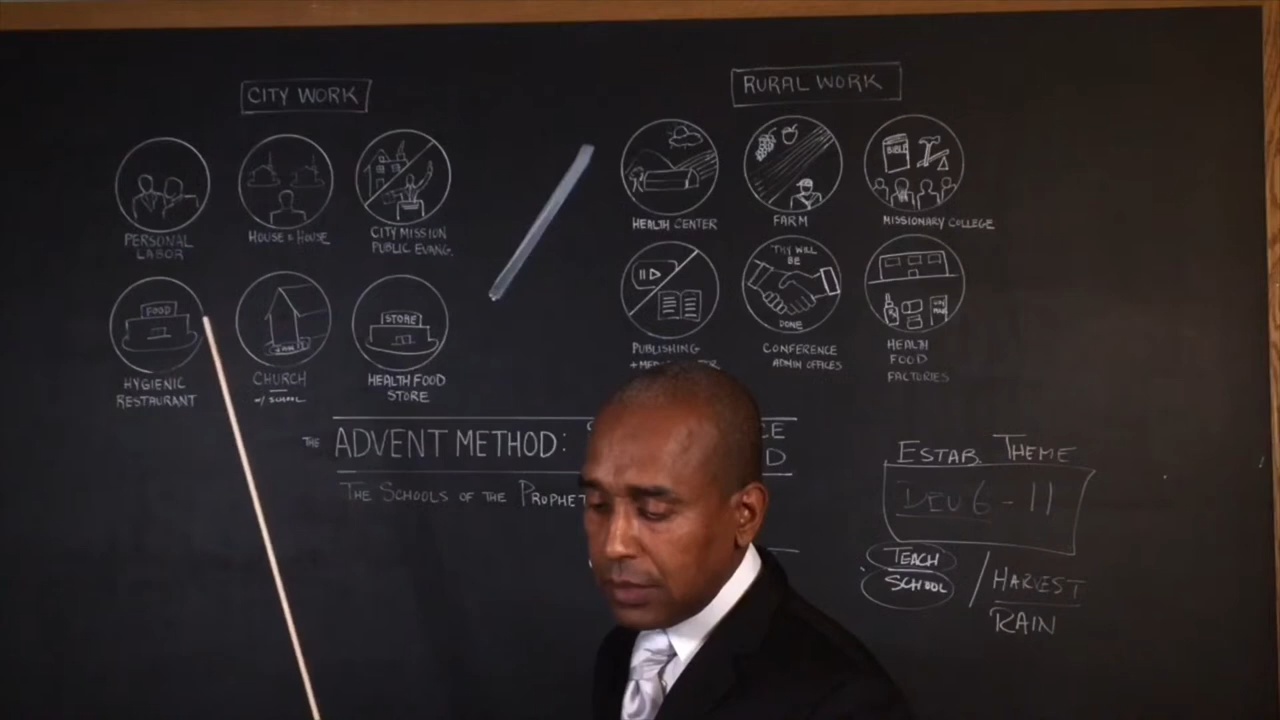 CITY WORK
PERSONAL
LABOR
HOUSE 2 HOUSE
CITY MISSION
PUBLIC EVANG.
FOOD
HYGIENIC
RESTAURANT
CHURCH
W/ SCHOOL
STORE
HEALTH FOOD
STORE
RURAL WORK
HEALTH CENTER
FARM
BIBLE
MISSIONARY COLLEGE
PUBLISHING
THY WILL
BE
DONE
CONFERENCE
ADMIN OFFICES
HEALTH
FOOD
FACTORIES
THE ADVENT METHOD:
THE SCHOOLS OF THE PROPHET
ESTAB. THEME
DEU 6 - 11
TEACH
SCHOOL
/ HARVEST
RAIN